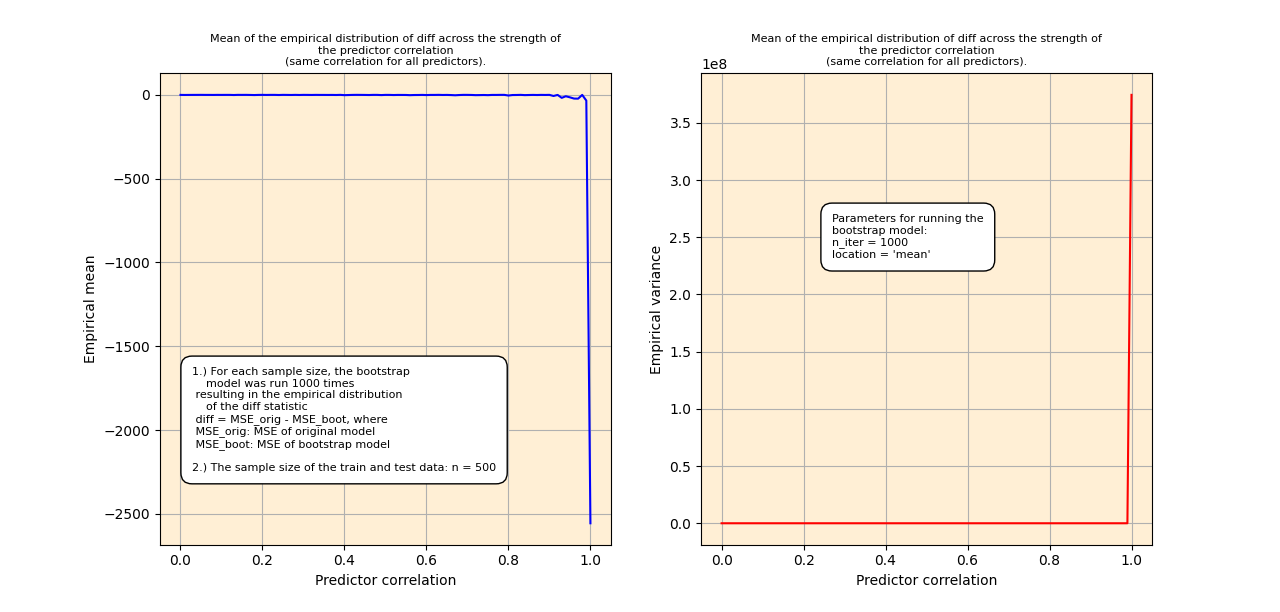 Mean of the empirical distribution of diff across the strength of
the predictor correlation
(same correlation for all predictors).
0
−500
−1000
−1500
−2000
−2500
Empirical mean
1.) For each sample size, the bootstrap
model was run 1000 times
resulting in the empirical distribution
of the diff statistic
diff = MSE_orig - MSE_boot, where
MSE_orig: MSE of original model
MSE_boot: MSE of bootstrap model
2.) The sample size of the train and test data: n = 500
0.0 0.2 0.4 0.6 0.8 1.0
Predictor correlation
Mean of the empirical distribution of diff across the strength of
the predictor correlation
(same correlation for all predictors).
1e8
3.5
3.0
2.5
2.0
1.5
1.0
0.5
0.0
Empirical variance
Parameters for running the
bootstrap model:
n_iter = 1000
location = 'mean'
0.0 0.2 0.4 0.6 0.8 1.0
Predictor correlation